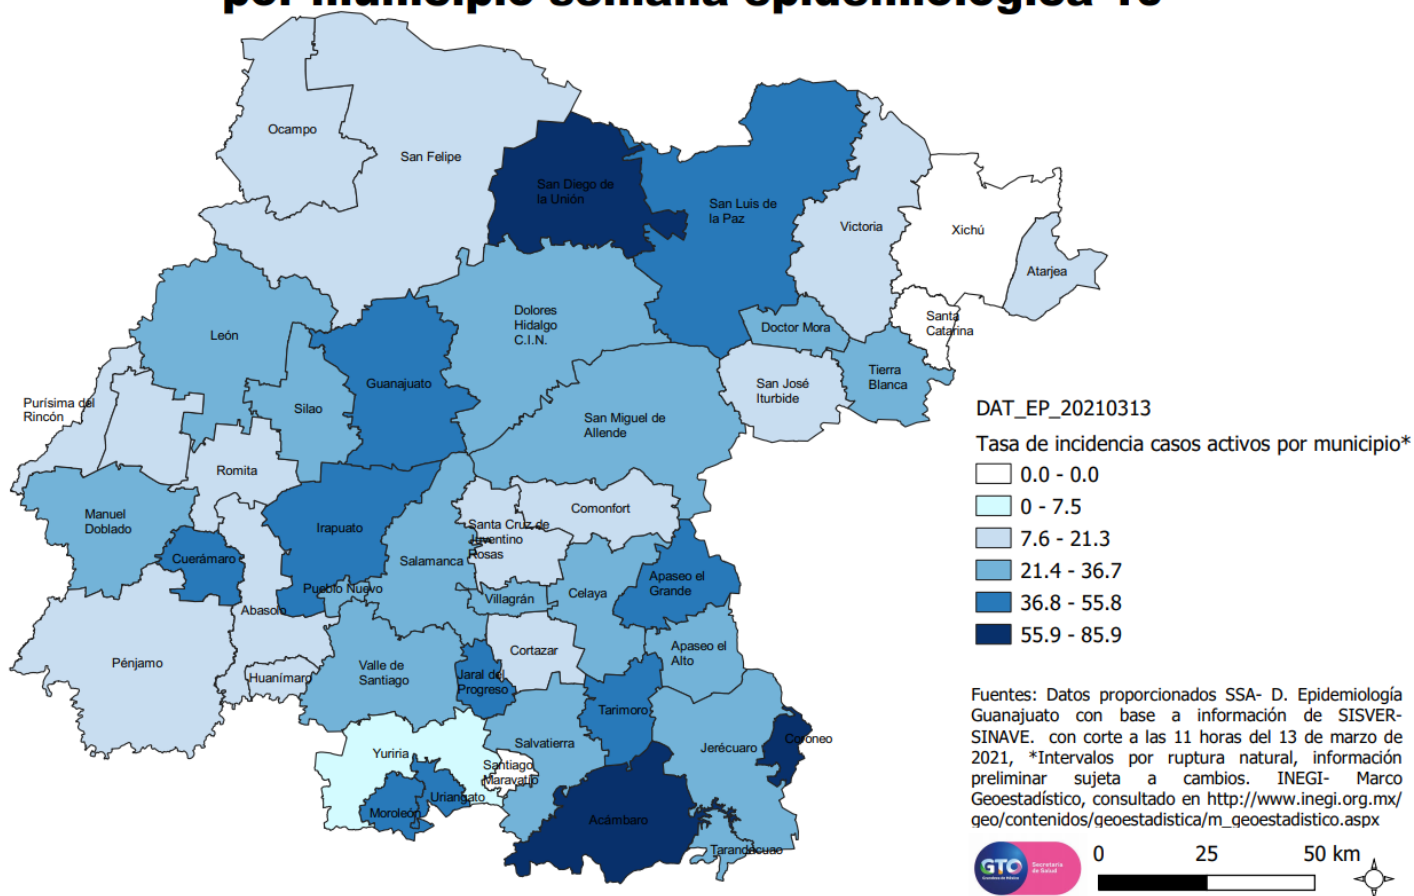 por municipio semana epidemiológica 10
Ocampo
San Felipe
San Diego de
la Unión
San Luis de
la Paz
Victoria
Xichú
Atarjea
Santa
Catarina
Dolores
Hidalgo
C.I.N.
Doctor Mora
León
Tierra
Blanca
Guanajuato
San José
Iturbide
Purísima del
Rincón
Silao
San Miguel de
Allende
Romita
Manuel
Doblado
Comonfort
Irapuato
Santa Cruz de
Juventino
Rosas
Cuerámaro
Salamanca
Apaseo el
Grande
Pueblo Nuevo
Villagrán
Celaya
Abasolo
Cortazar
Apaseo el
Alto
Pénjamo
Valle de
Santiago
Huanímaro
Jaral del
Progreso
Tarimoro
Salvatierra
Jerécuaro
Coroneo
Yuriria
Santiago
Maravatío
Uriangato
Moroleón
Acámbaro
Tarandacuao
DAT_EP_20210313
Tasa de incidencia casos activos por municipio*
0.0 - 0.0
0 - 7.5
7.6 - 21.3
21.4 - 36.7
36.8 - 55.8
55.9 - 85.9
Fuentes: Datos proporcionados SSA- D. Epidemiología
Guanajuato con base a información de SISVER-
SINAVE. con corte a las 11 horas del 13 de marzo de
2021, *Intervalos por ruptura natural, información
preliminar sujeta a cambios. INEGI- Marco
Geoestadístico, consultado en http://www.inegi.org.mx/
geo/contenidos/geoestadistica/m_geoestadistico.aspx
GTO
Secretaría
de Salud
0 25 50 km